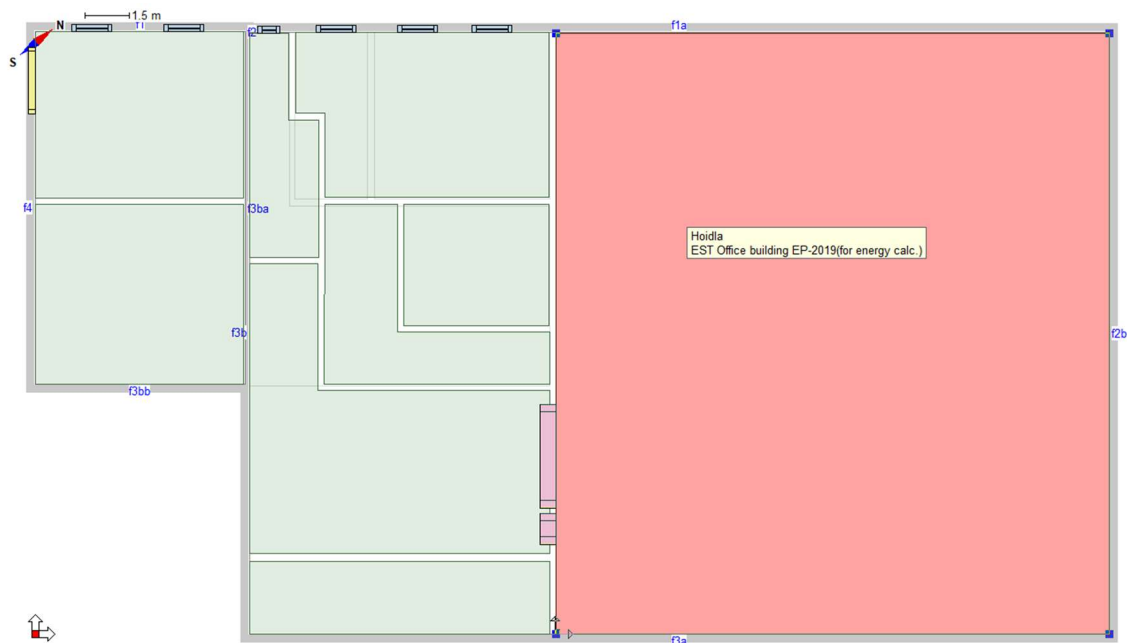 1.5 m
N
S
f1
f2
f1a
f4
f3ba
Hoidla
EST Office building EP-2019(for energy calc.)
f3b
f2b
f3bb
f3a